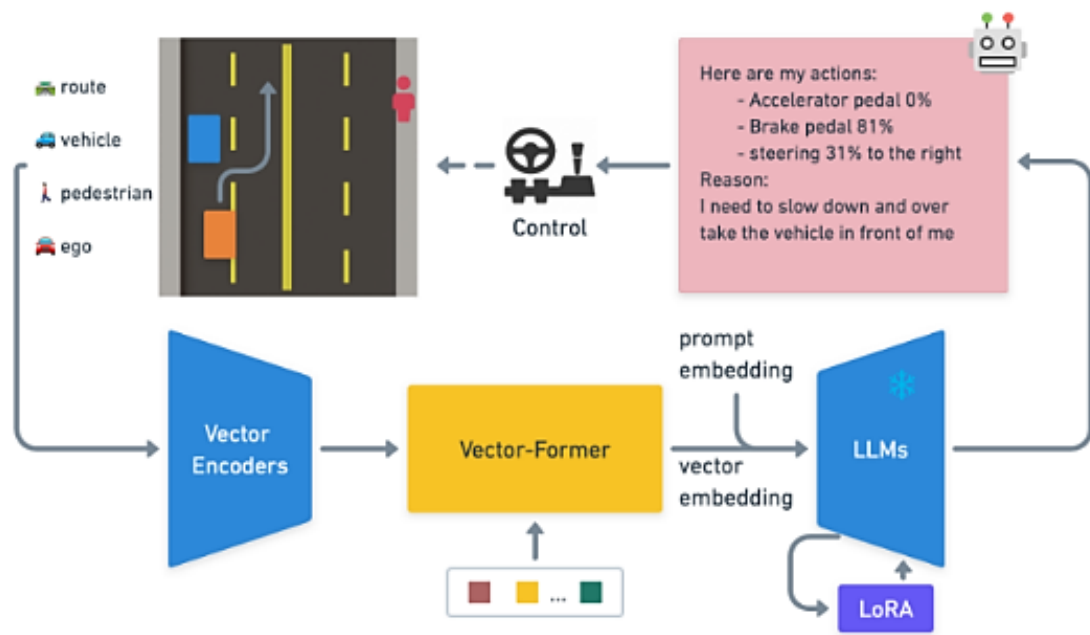 route
vehicle
pedestrian
ego
Here are my actions:
- Accelerator pedal 0%
- Brake pedal 81%
- steering 31% to the right
Reason:
I need to slow down and over
take the vehicle in front of me
Control
Vector
Encoders
Vector-Former
prompt
embedding
vector
embedding
LLMs
...
LoRA